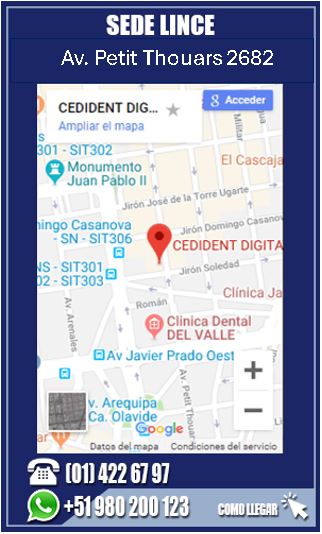 SEDE LINCE
Av. Petit Thouars 2682
CEDIDENT DIG...
Ampliar el mapa
Acceder
as -
301 - SIT302
Militar
El Cascaja
Monumento
Juan Pablo II
Jirón José de la Torre Ugarte
ingo Casanova
- SN - SIT306
Jirón Domingo Casanova
CEDIDENT DIGITA
NS - SIT301
02 - SIT303
Jirón Soledad
Av. Arenales
Román
Clínica Ja
Clinica Dental
DEL VALLE
Av Javier Prado Oest
Av. Petit Thouars
v. Arequipa
Ca. Olavide
Google
Datos del mapa
Condiciones del servicio
(01) 422 67 97
+51 980 200 123
COMO LLEGAR